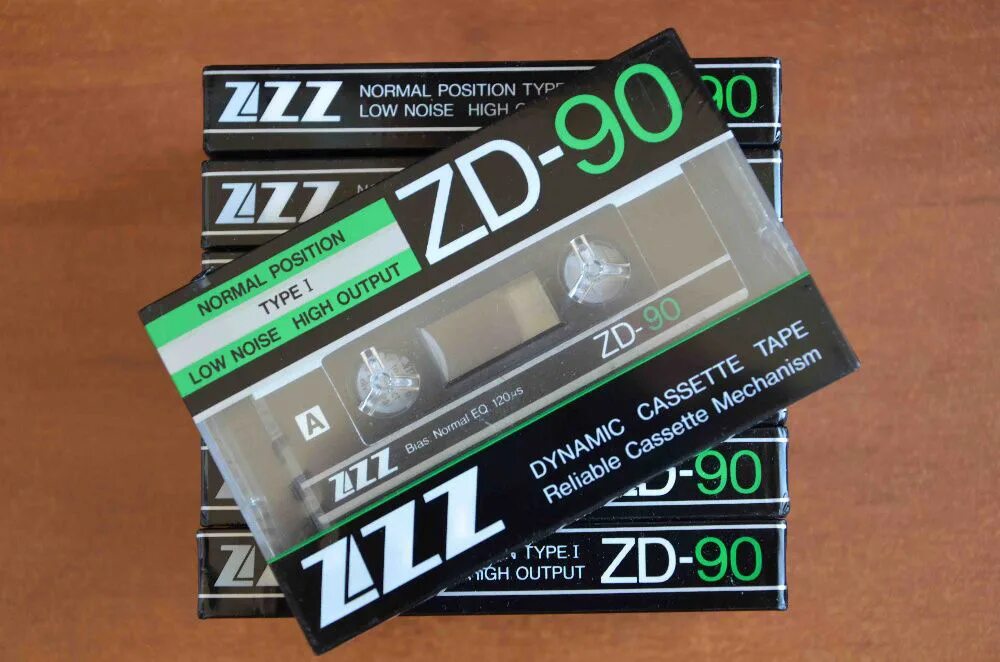 ZZZ NORMAL POSITION TYPE
LOW NOISE HIGH
90
ZZZ
ZD-90
NORMAL POSITION
TYPE I
LOW NOISE HIGH OUTPUT
A
Bias: Normal EQ. 120µs
ZD-90
ZZZ
DYNAMIC CASSETTE TAPE
Reliable Cassette Mechanism
ZZZ
D-90
TYPE I
HIGH OUTPUT
ZD-90